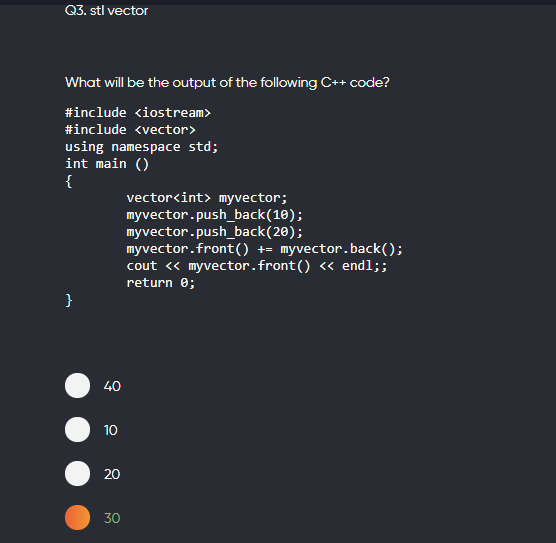 Q3. stl vector
What will be the output of the following C++ code?
#include <iostream>
#include <vector>
using namespace std;
int main ()
{
        vector<int> myvector;
        myvector.push_back(10);
        myvector.push_back(20);
        myvector.front() += myvector.back();
        cout << myvector.front() << endl;;
        return 0;
}
40
10
20
30